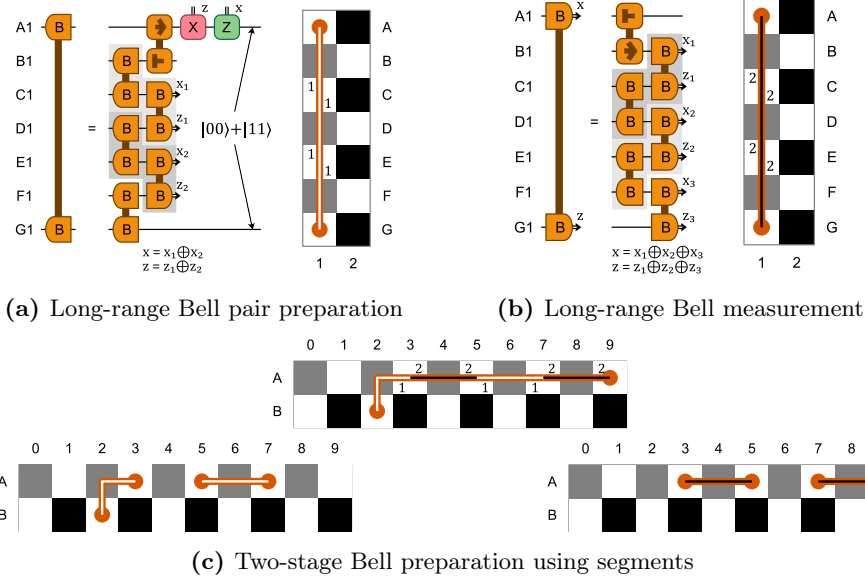 z x
A1 B X Z A
B1 B B
C1 B B x₁ 1 1 C
D1 = B B z₁ |00⟩+|11⟩ D
E1 B B x₂ 1 1 E
F1 B B z₂ F
G1 B B G
x = x₁⊕x₂
z = z₁⊕z₂
1 2
(a) Long-range Bell pair preparation
A1 B x A
B1 B x₁ B
C1 B B z₁ 2 2 C
D1 = B B x₂ D
E1 B B z₂ 2 2 E
F1 B B x₃ F
G1 B z B z₃ G
x = x₁⊕x₂⊕x₃
z = z₁⊕z₂⊕z₃
1 2
(b) Long-range Bell measurement
0 1 2 3 4 5 6 7 8 9
A 2 2 2 2
1 1 1
B
0 1 2 3 4 5 6 7 8 9
A
B
0 1 2 3 4 5 6 7 8
A
B
(c) Two-stage Bell preparation using segments